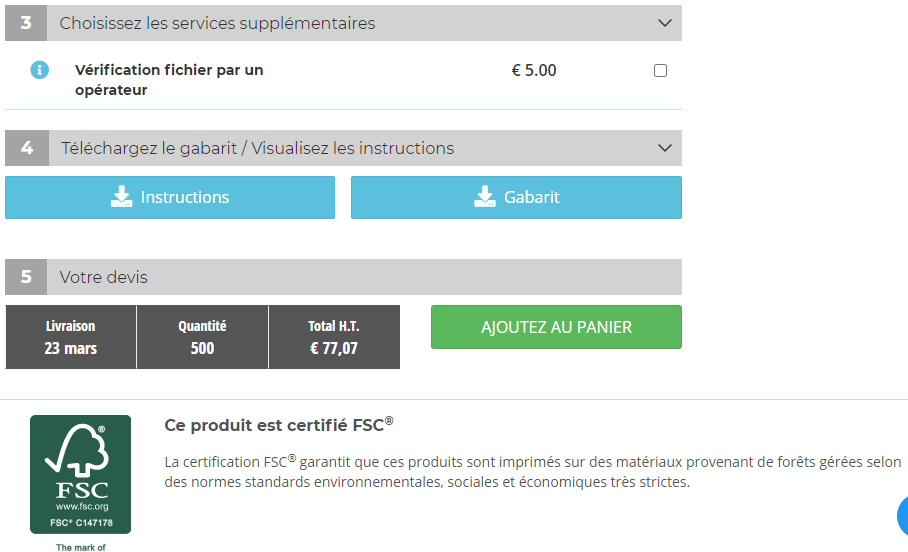 3 Choisissez les services supplémentaires
Vérification fichier par un
opérateur
€ 5.00
4 Téléchargez le gabarit / Visualisez les instructions
Instructions
Gabarit
5 Votre devis
Livraison
23 mars
Quantité
500
Total H.T.
€ 77,07
AJOUTEZ AU PANIER
®
FSC
www.fsc.org
FSC® C147178
The mark of
Ce produit est certifié FSC®
La certification FSC® garantit que ces produits sont imprimés sur des matériaux provenant de forêts gérées selon
des normes standards environnementales, sociales et économiques très strictes.